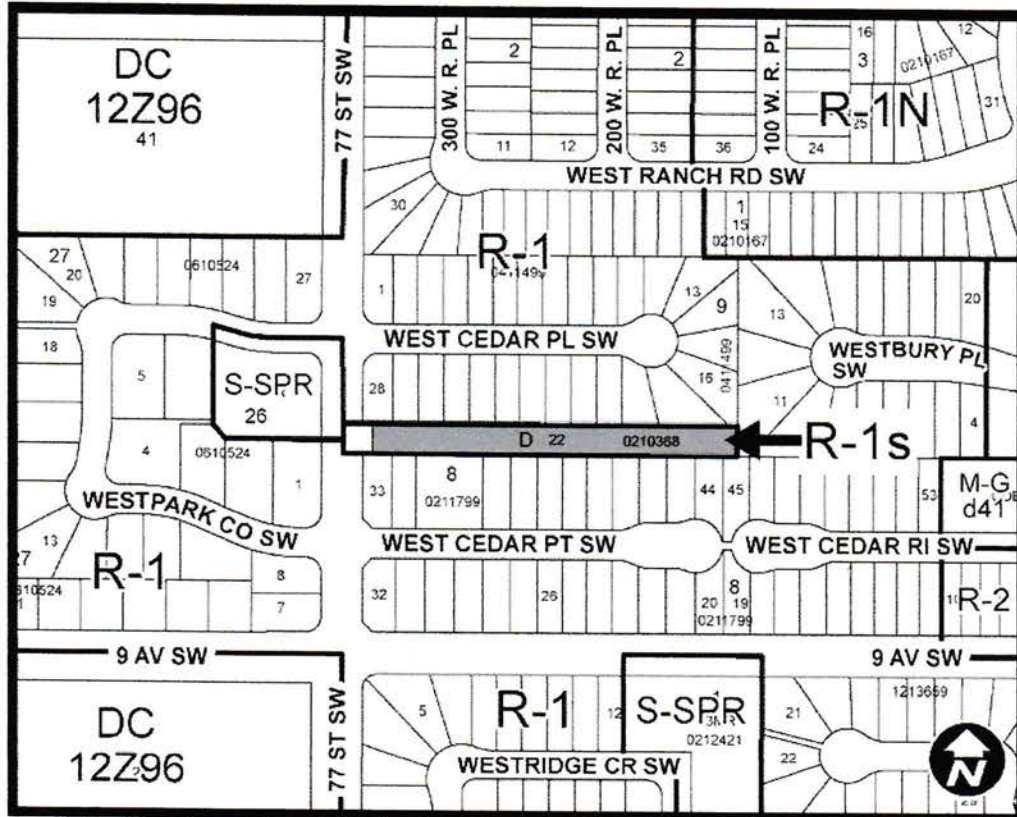 DC
12Z96
41
77 ST SW
300 W. R. PL
2
200 W. R. PL
2
100 W. R. PL
16
3
0210167
12
31
R-1N
25
11
12
35
36
24
WEST RANCH RD SW
30
1
15
0210167
R-1
0411499
27
20
19
0610524
27
1
13
9
13
20
18
WEST CEDAR PL SW
WESTBURY PL
SW
5
S-SPR
26
28
16
0411499
11
4
D 22 0210368
R-1s
4
0610524
1
33
8
0211799
44
45
53
M-G
d41
WESTPARK CO SW
WEST CEDAR PT SW
WEST CEDAR RI SW
13
27
R-1
8
7
32
26
20
8
19
0211799
R-2
9 AV SW
9 AV SW
DC
12Z96
77 ST SW
5
R-1
12
S-SPR
0212421
1213659
21
22
WESTRIDGE CR SW
N